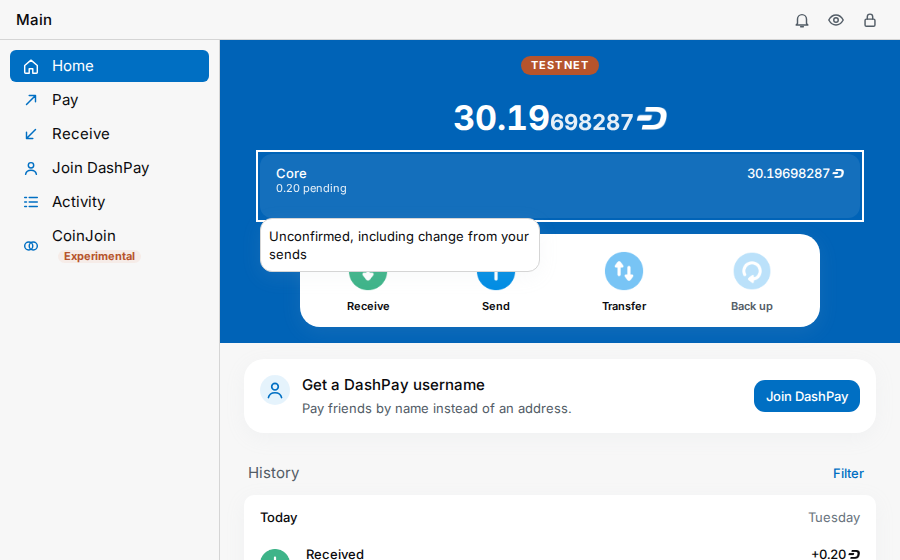 Main
Home
Pay
Receive
Join DashPay
Activity
CoinJoin
Experimental
TESTNET
30.19698287
Core
30.19698287
0.20 pending
Unconfirmed, including change from your
sends
Receive
Send
Transfer
Back up
Get a DashPay username
Pay friends by name instead of an address.
Join DashPay
History
Filter
Today
Tuesday
Received
+0.20